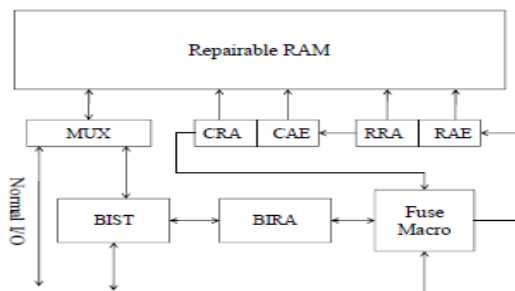 Repairable RAM
MUX
CRA
CAE
RRA
RAE
Normal I/O
BIST
BIRA
Fuse
Macro